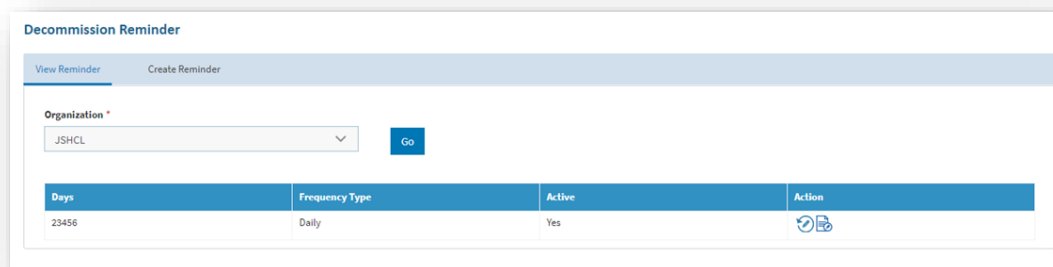 Decommission Reminder
View Reminder Create Reminder
Organization *
JSHCL
Go
Days Frequency Type Active Action
23456 Daily Yes